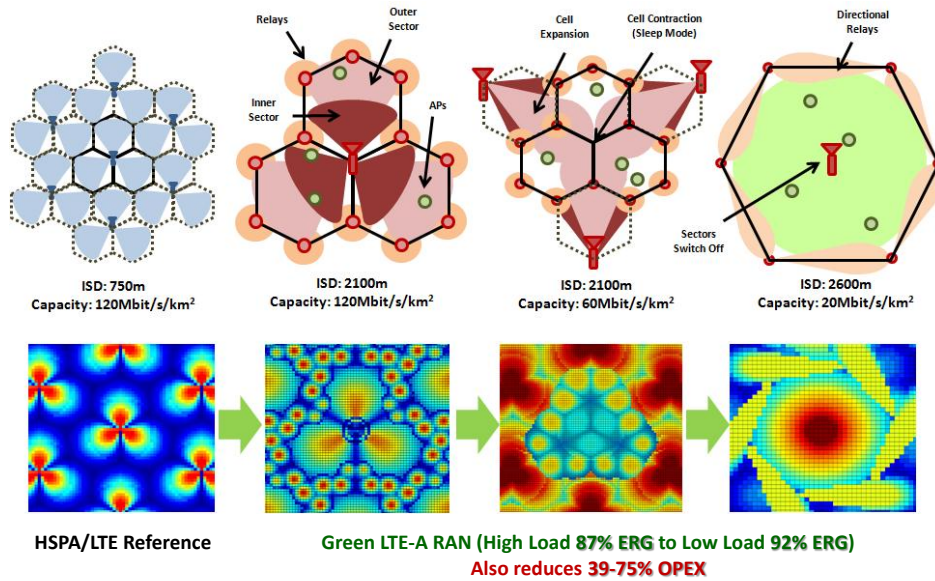 Relays
Outer
Sector
Inner
Sector
APs
Cell
Expansion
Cell Contraction
(Sleep Mode)
Directional
Relays
Sectors
Switch Off
ISD: 750m
Capacity: 120Mbit/s/km²
ISD: 2100m
Capacity: 120Mbit/s/km²
ISD: 2100m
Capacity: 60Mbit/s/km²
ISD: 2600m
Capacity: 20Mbit/s/km²
HSPA/LTE Reference
Green LTE-A RAN (High Load 87% ERG to Low Load 92% ERG)
Also reduces 39-75% OPEX